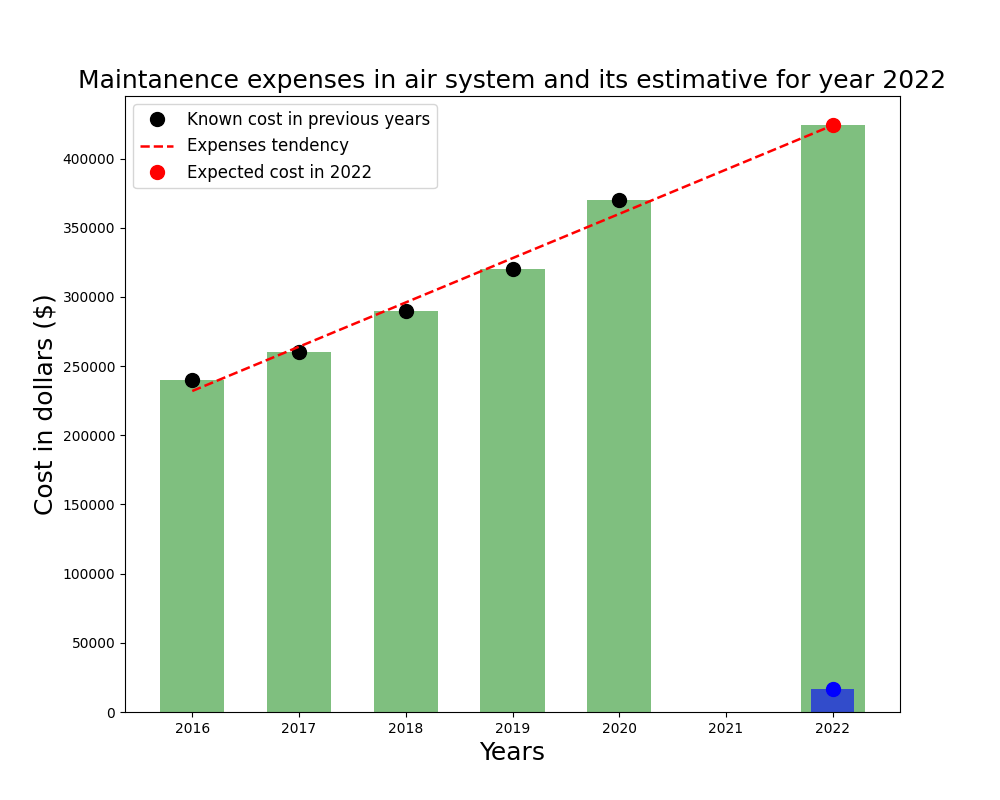 Maintanence expenses in air system and its estimative for year 2022
Known cost in previous years
Expenses tendency
Expected cost in 2022
400000
350000
300000
250000
200000
150000
100000
50000
0
Cost in dollars ($)
2016 2017 2018 2019 2020 2021 2022
Years